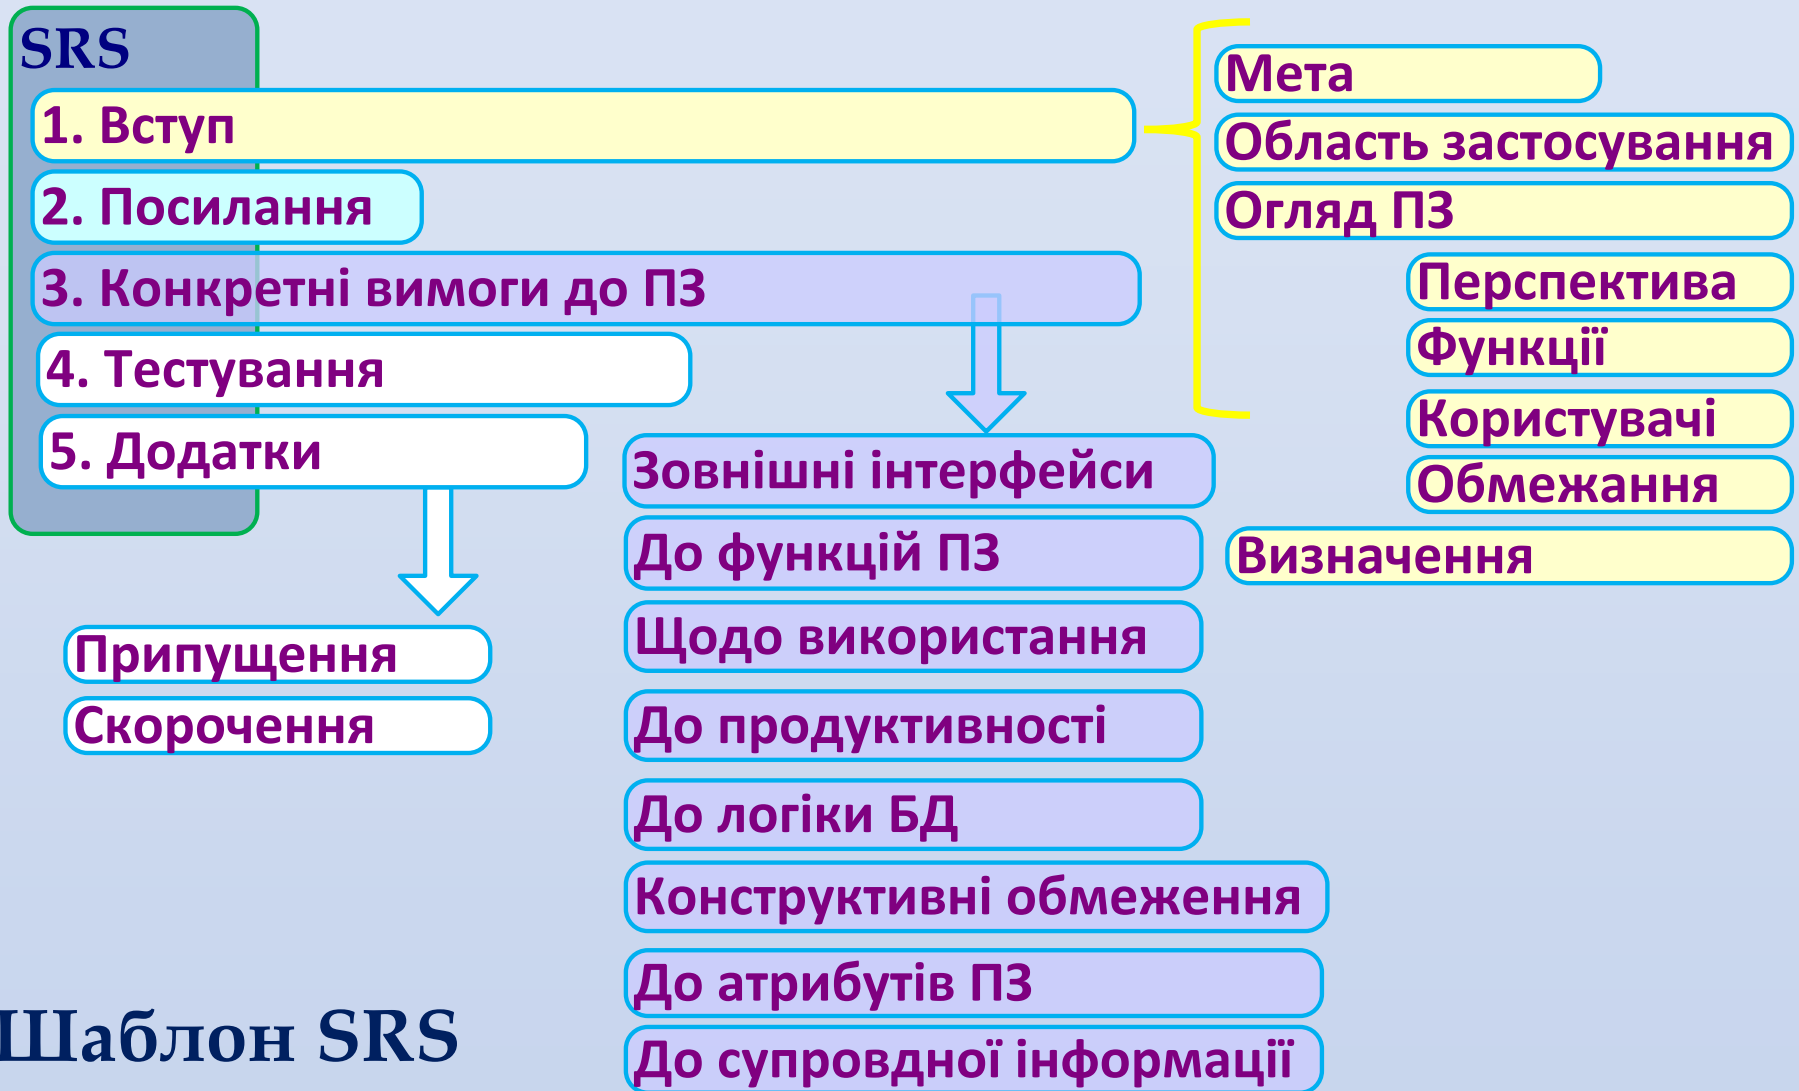 SRS
1. Вступ
2. Посилання
3. Конкретні вимоги до ПЗ
4. Тестування
5. Додатки
Припущення
Скорочення
Мета
Область застосування
Огляд ПЗ
Перспектива
Функції
Користувачі
Обмежання
Визначення
Зовнішні інтерфейси
До функцій ПЗ
Щодо використання
До продуктивності
До логіки БД
Конструктивні обмеження
До атрибутів ПЗ
До супровдної інформації
Шаблон SRS